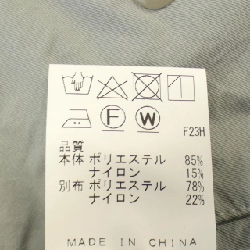 F W
F23H
品質
本体 ポリエステル 85%
ナイロン 15%
別布 ポリエステル 78%
ナイロン 22%
MADE IN CHINA